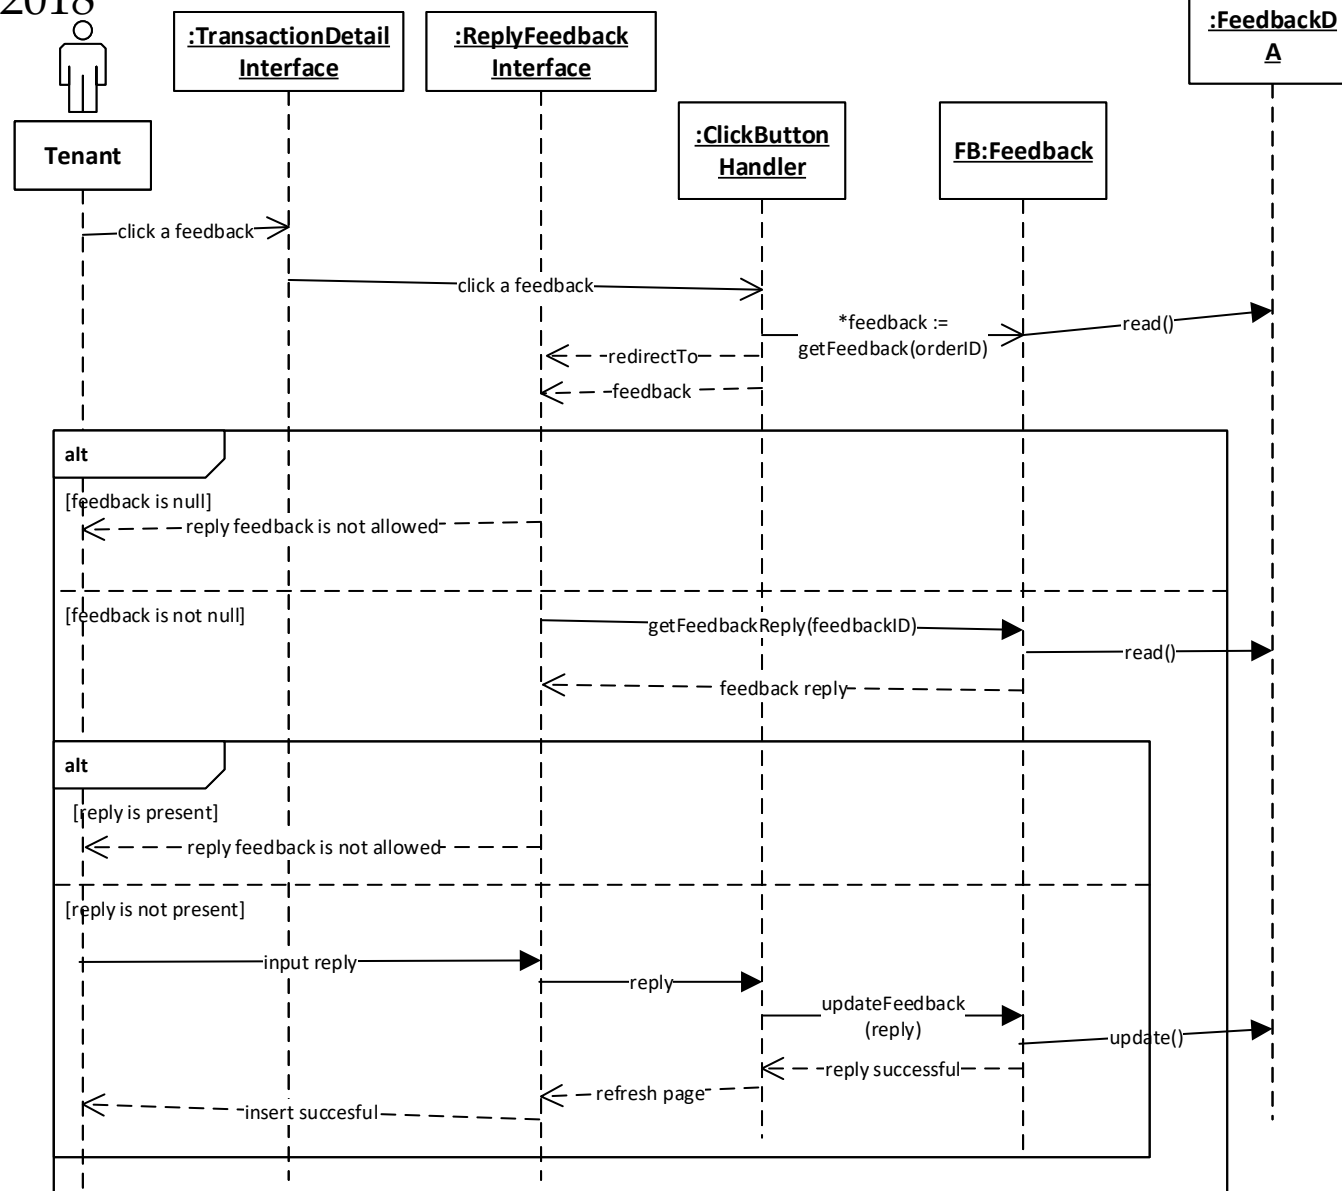 2018
:TransactionDetail
Interface
:ReplyFeedback
Interface
:FeedbackD
A
Tenant
:ClickButton
Handler
FB:Feedback
click a feedback
click a feedback
*feedback :=
getFeedback(orderID)
read()
redirectTo
feedback
alt
[feedback is null]
reply feedback is not allowed
[feedback is not null]
getFeedbackReply(feedbackID)
read()
feedback reply
alt
[reply is present]
reply feedback is not allowed
[reply is not present]
input reply
reply
updateFeedback
(reply)
update()
reply successful
refresh page
insert succesful